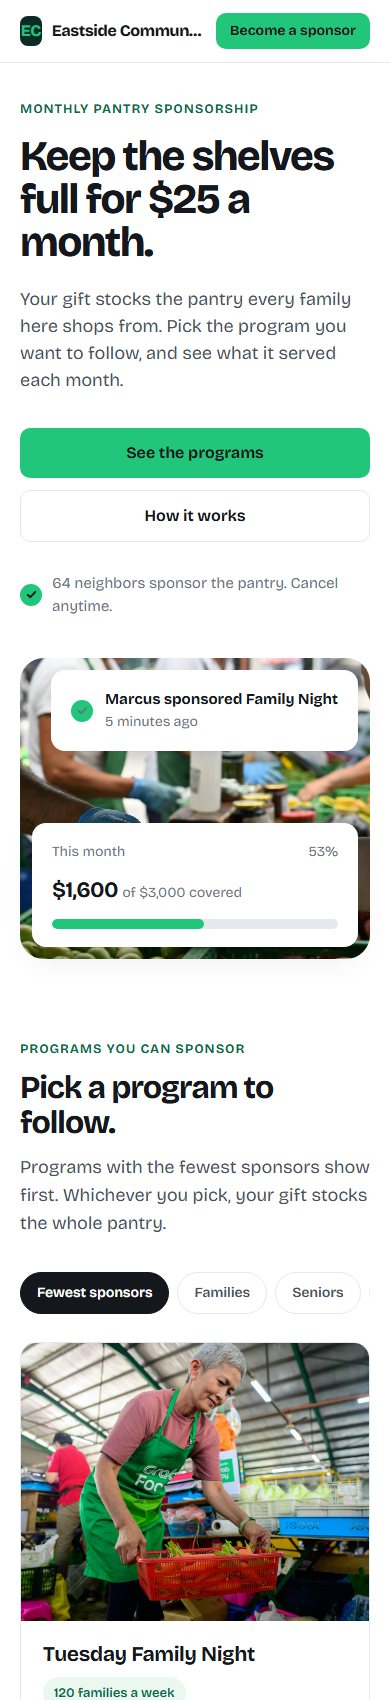 EC Eastside Commun... Become a sponsor
MONTHLY PANTRY SPONSORSHIP
Keep the shelves
full for $25 a
month.
Your gift stocks the pantry every family
here shops from. Pick the program you
want to follow, and see what it served
each month.
See the programs
How it works
64 neighbors sponsor the pantry. Cancel
anytime.
Marcus sponsored Family Night
5 minutes ago
This month 53%
$1,600 of $3,000 covered
PROGRAMS YOU CAN SPONSOR
Pick a program to
follow.
Programs with the fewest sponsors show
first. Whichever you pick, your gift stocks
the whole pantry.
Fewest sponsors Families Seniors
Tuesday Family Night
120 families a week